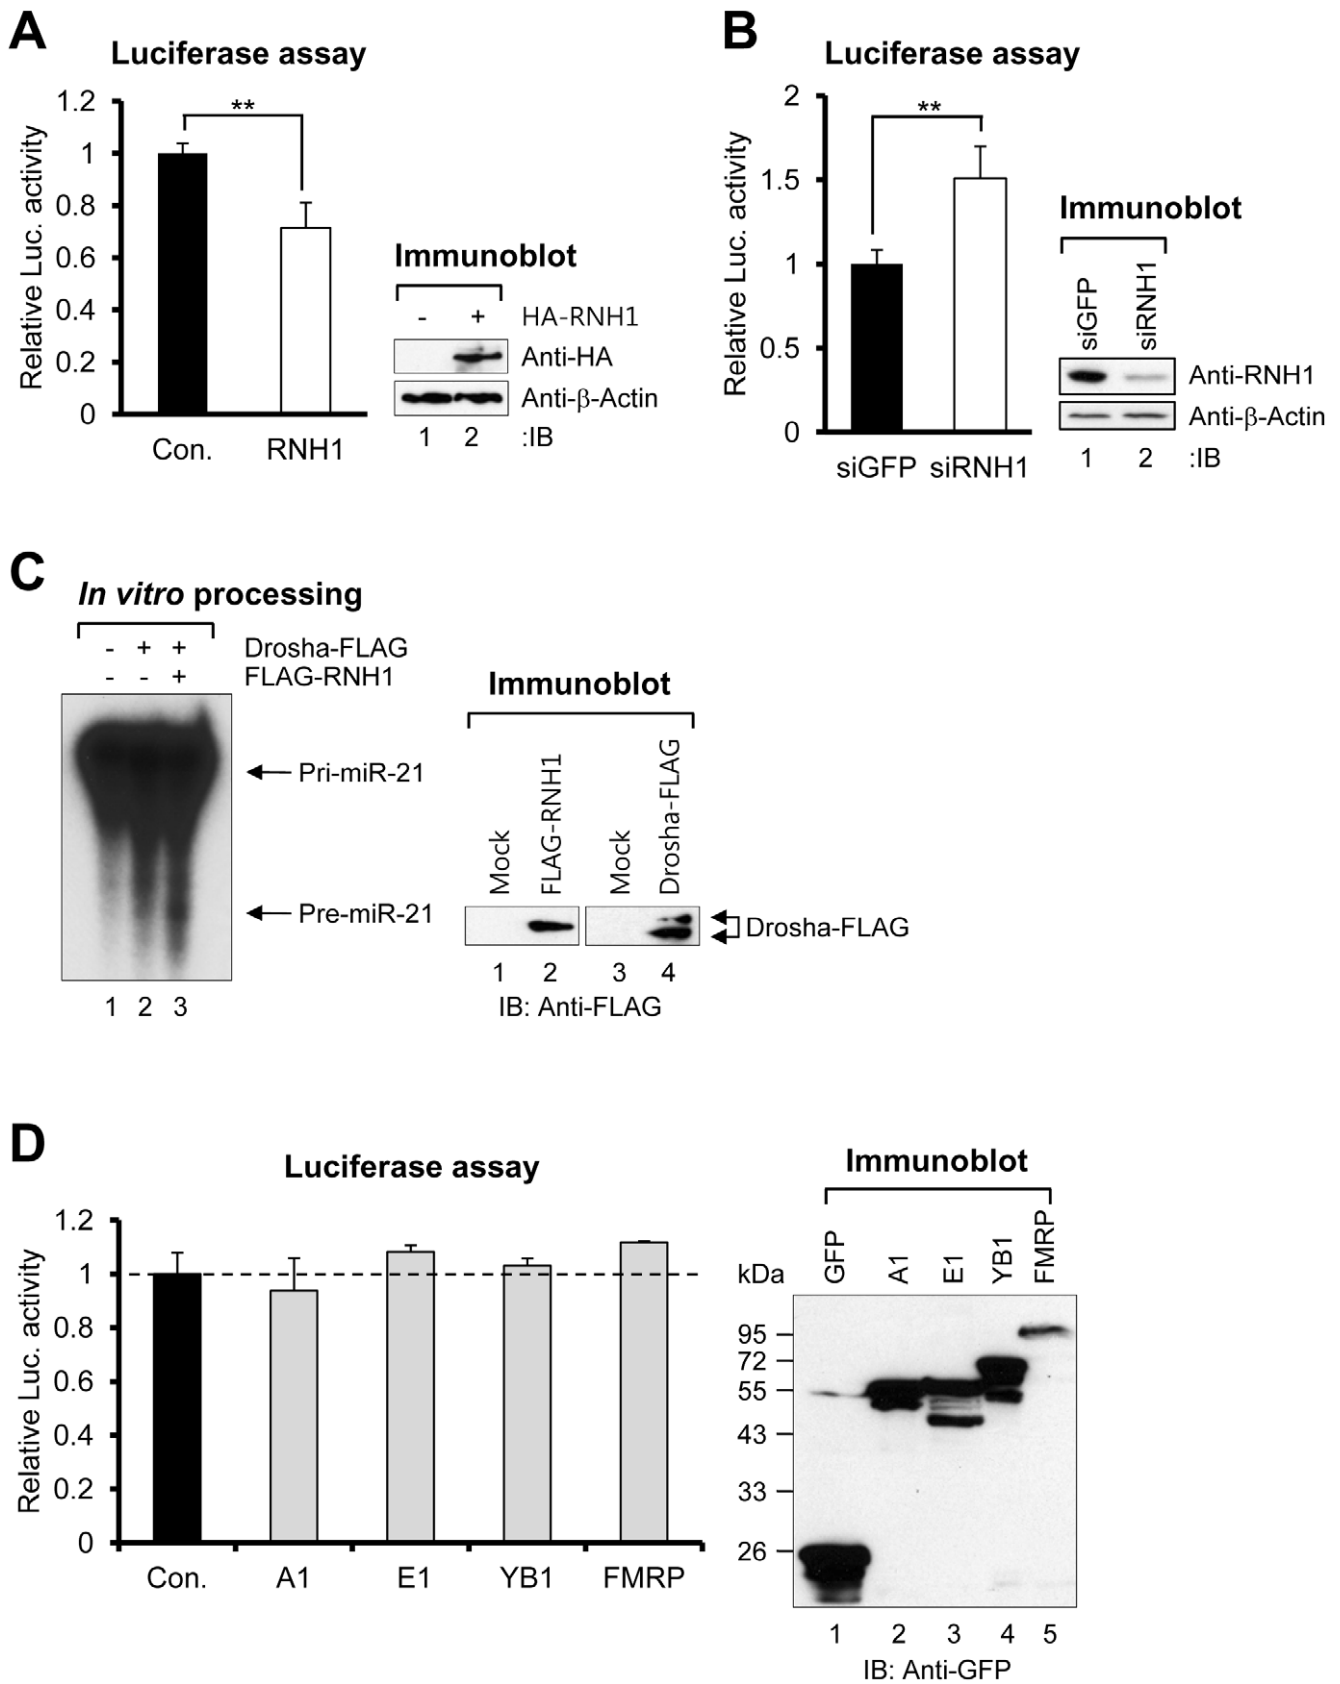 A
Luciferase assay
Relative Luc. activity
1.2
1
0.8
0.6
0.4
0.2
0
**
Con. RNH1
Immunoblot
- + HA-RNH1
Anti-HA
Anti-β-Actin
1 2 :IB
B
Luciferase assay
Relative Luc. activity
2
1.5
1
0.5
0
**
siGFP siRNH1
Immunoblot
siGFP siRNH1
Anti-RNH1
Anti-β-Actin
1 2 :IB
C
In vitro processing
- + + Drosha-FLAG
- - + FLAG-RNH1
Pri-miR-21
Pre-miR-21
1 2 3
Immunoblot
Mock FLAG-RNH1 Mock Drosha-FLAG
Drosha-FLAG
1 2 3 4
IB: Anti-FLAG
D
Luciferase assay
Relative Luc. activity
1.2
1
0.8
0.6
0.4
0.2
0
Con. A1 E1 YB1 FMRP
Immunoblot
kDa GFP A1 E1 YB1 FMRP
95
72
55
43
33
26
1 2 3 4 5
IB: Anti-GFP